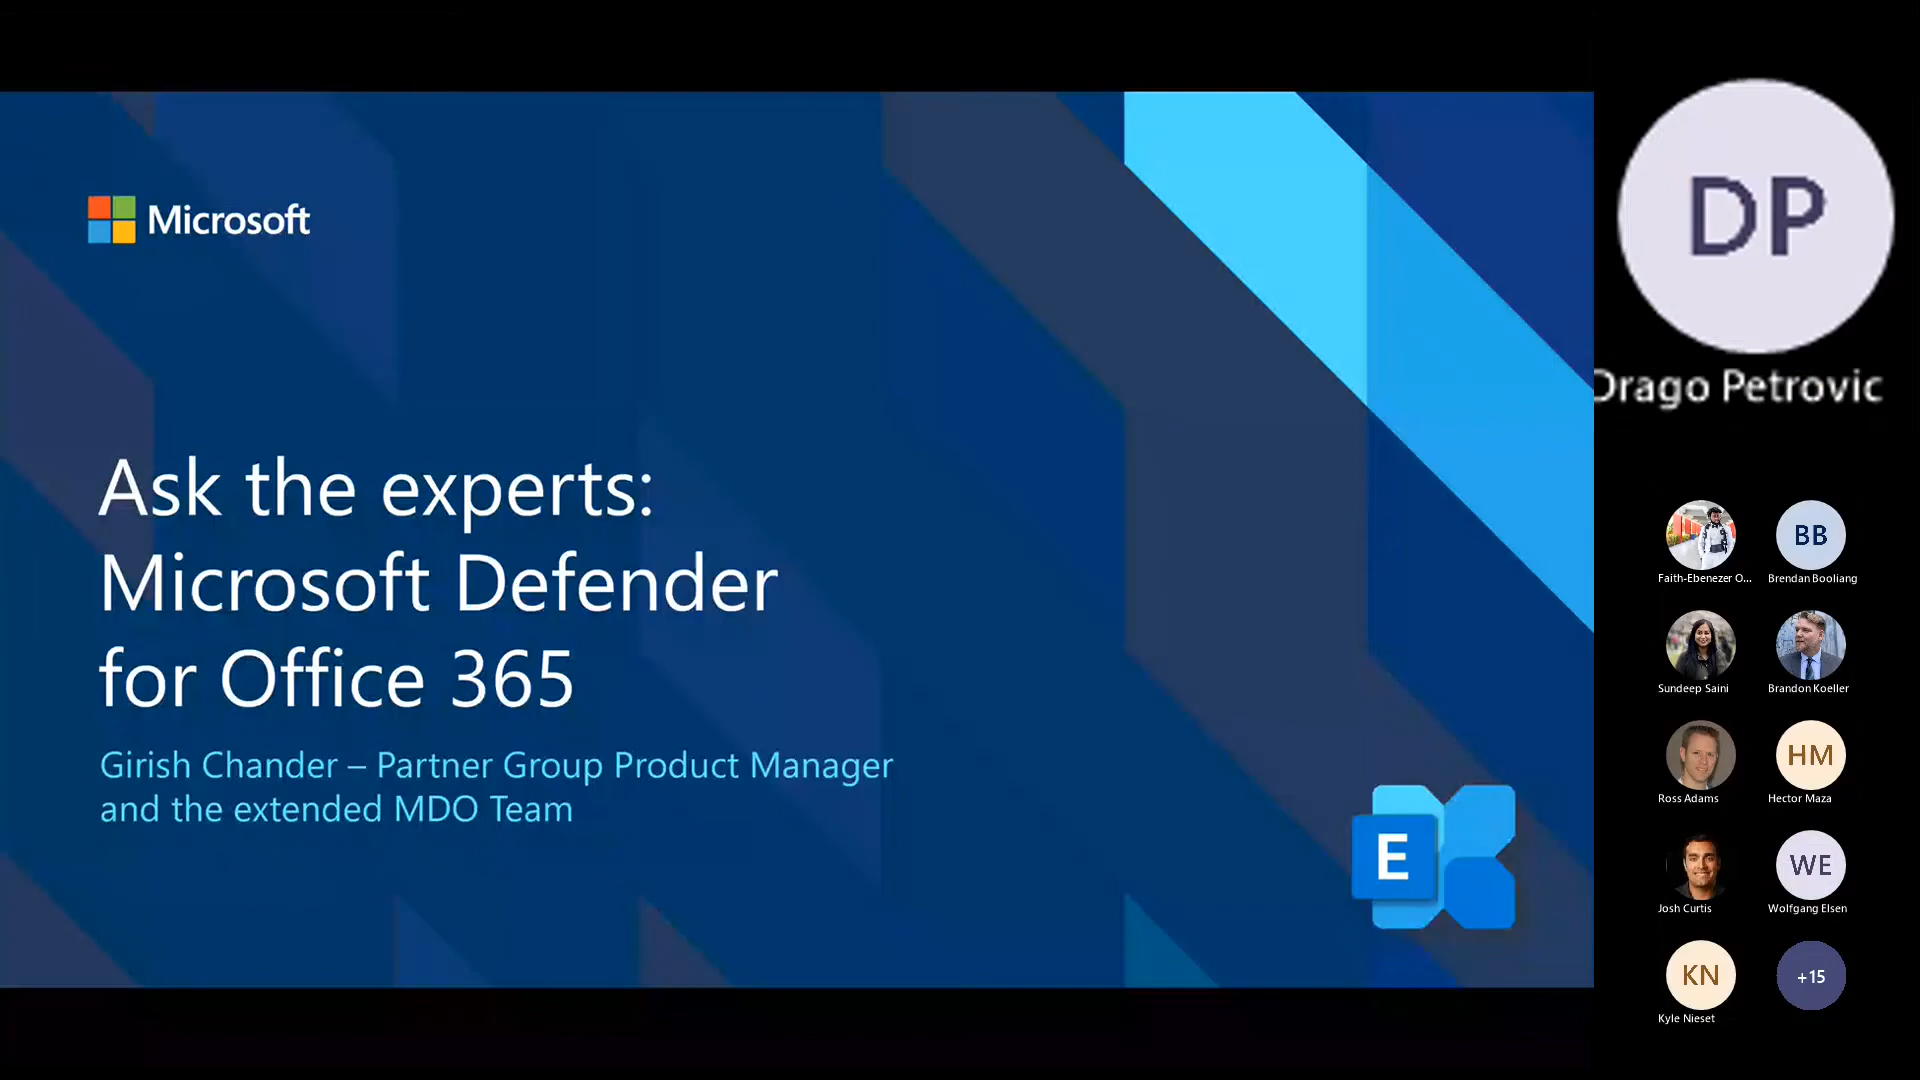 Microsoft
Ask the experts:
Microsoft Defender
for Office 365
Girish Chander – Partner Group Product Manager
and the extended MDO Team
E
DP
Drago Petrovic
BB
Faith-Ebenezer O...
Brendan Booliang
Sundeep Saini
Brandon Koeller
HM
Ross Adams
Hector Maza
WE
Josh Curtis
Wolfgang Elsen
KN
+15
Kyle Nieset